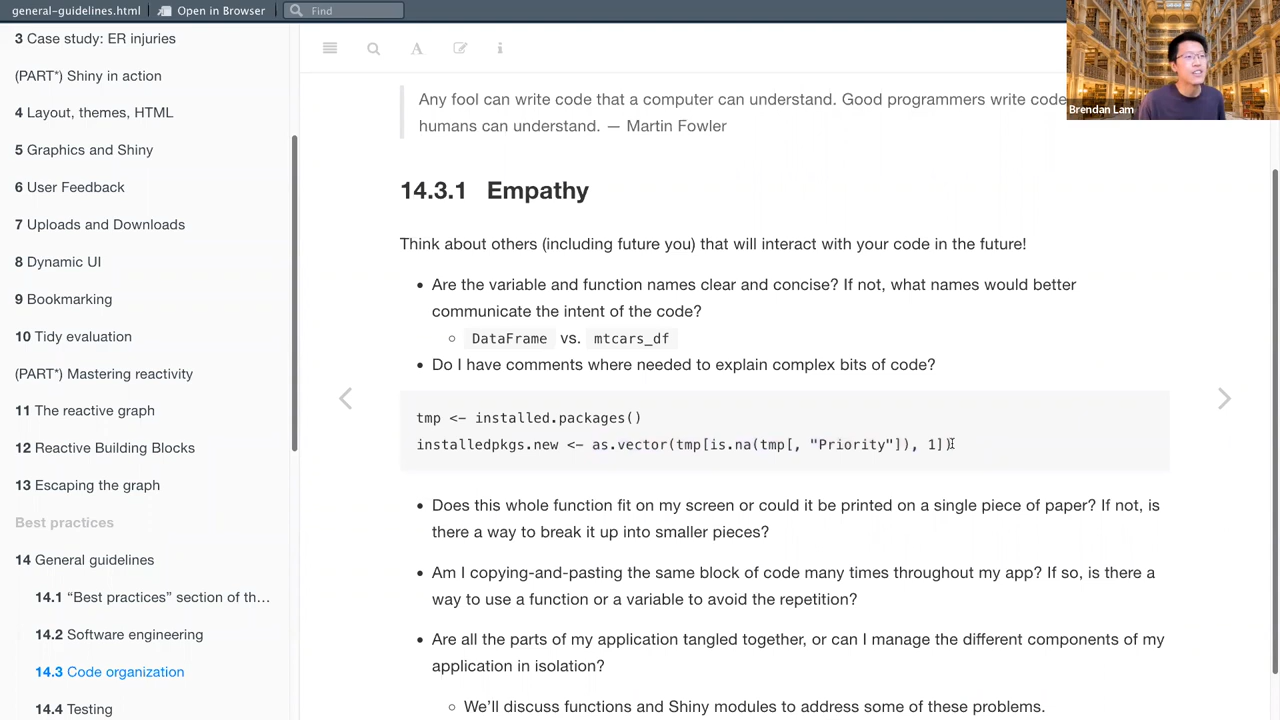 general-guidelines.html
Open in Browser
Find
3 Case study: ER injuries
(PART*) Shiny in action
4 Layout, themes, HTML
5 Graphics and Shiny
6 User Feedback
7 Uploads and Downloads
8 Dynamic UI
9 Bookmarking
10 Tidy evaluation
(PART*) Mastering reactivity
11 The reactive graph
12 Reactive Building Blocks
13 Escaping the graph
Best practices
14 General guidelines
14.1 “Best practices” section of th…
14.2 Software engineering
14.3 Code organization
14.4 Testing
Any fool can write code that a computer can understand. Good programmers write code
humans can understand. — Martin Fowler
14.3.1 Empathy
Think about others (including future you) that will interact with your code in the future!
• Are the variable and function names clear and concise? If not, what names would better
communicate the intent of the code?
○ DataFrame vs. mtcars_df
• Do I have comments where needed to explain complex bits of code?
tmp <- installed.packages()
installedpkgs.new <- as.vector(tmp[is.na(tmp[, "Priority"]), 1])
• Does this whole function fit on my screen or could it be printed on a single piece of paper? If not, is
there a way to break it up into smaller pieces?
• Am I copying-and-pasting the same block of code many times throughout my app? If so, is there a
way to use a function or a variable to avoid the repetition?
• Are all the parts of my application tangled together, or can I manage the different components of my
application in isolation?
○ We’ll discuss functions and Shiny modules to address some of these problems.
Brendan Lam